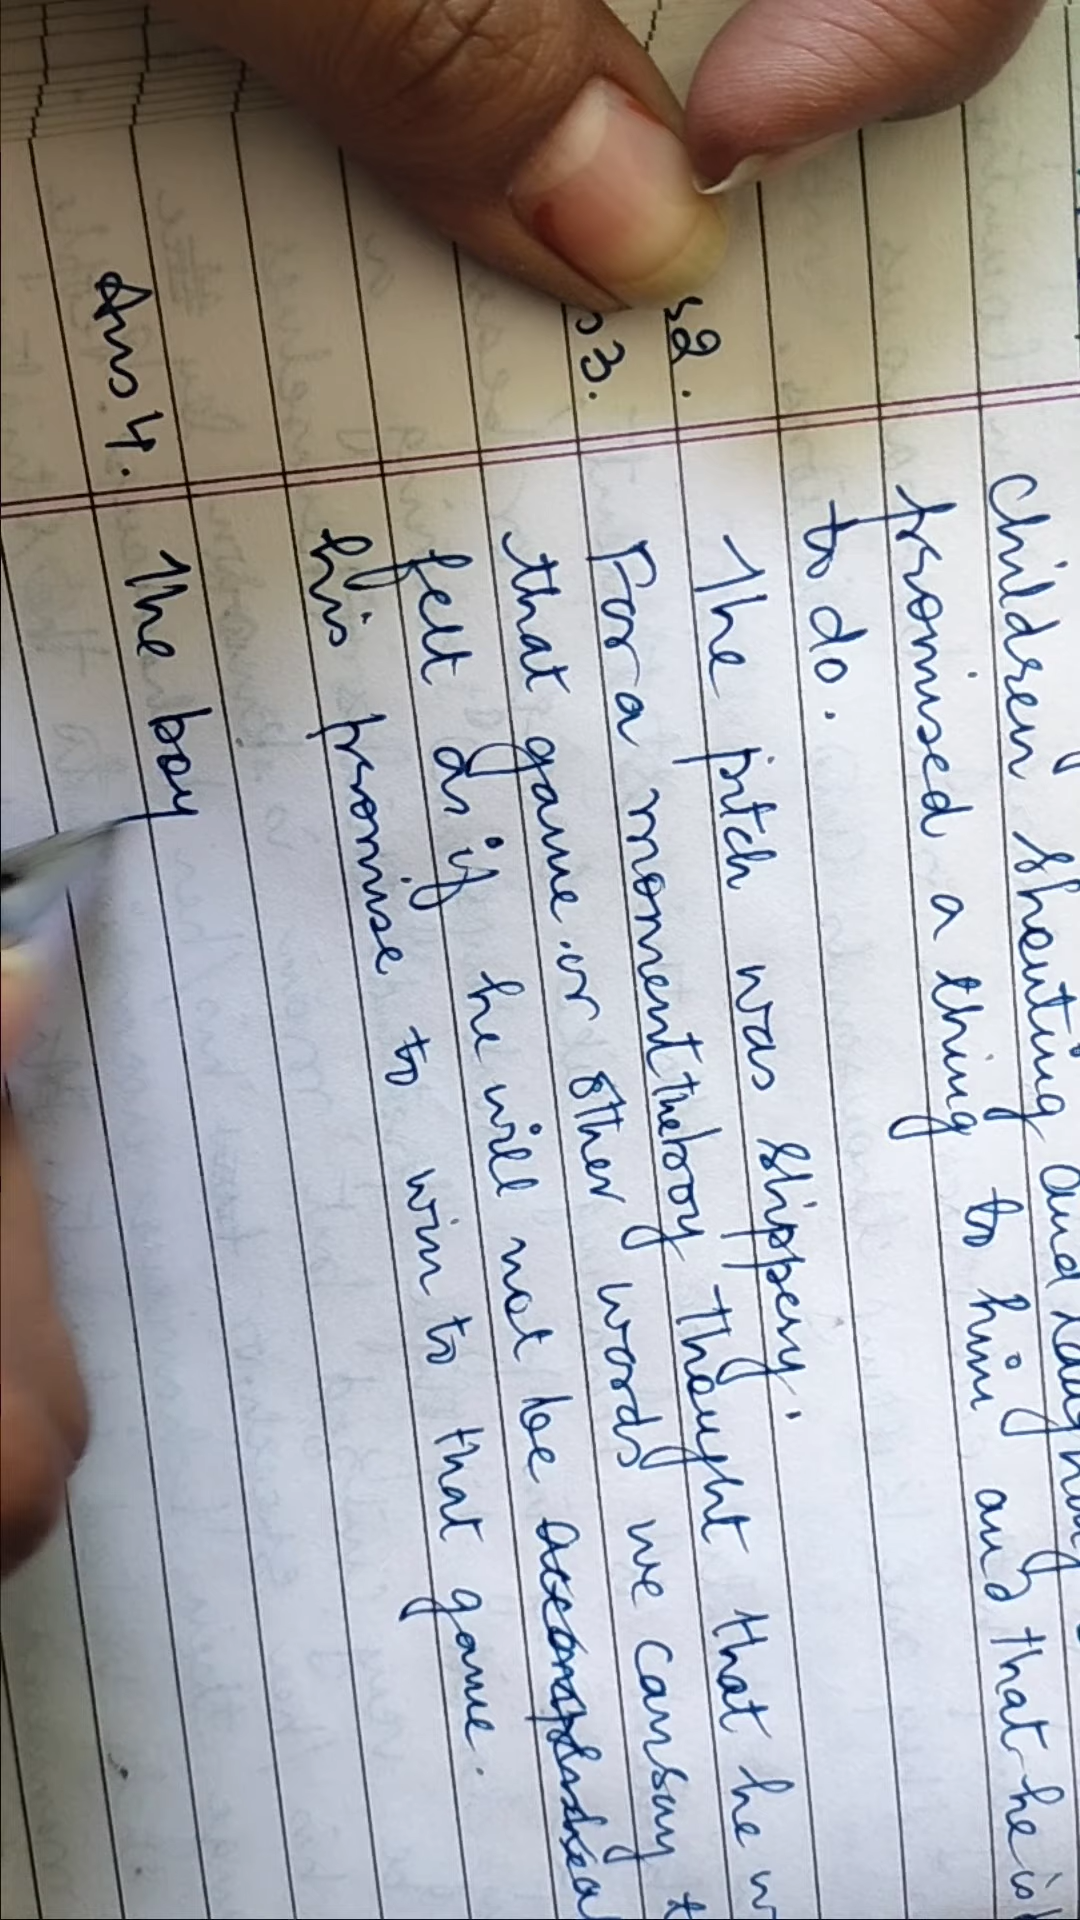 Children shouting and
promised a thing to him and that he is
to do.
s2. The pitch was slippery.
s3. For a moment the boy thought that he w
that game or other words we can say t
felt as if he will not be
his promise to win to that game.
Ans 4. The boy